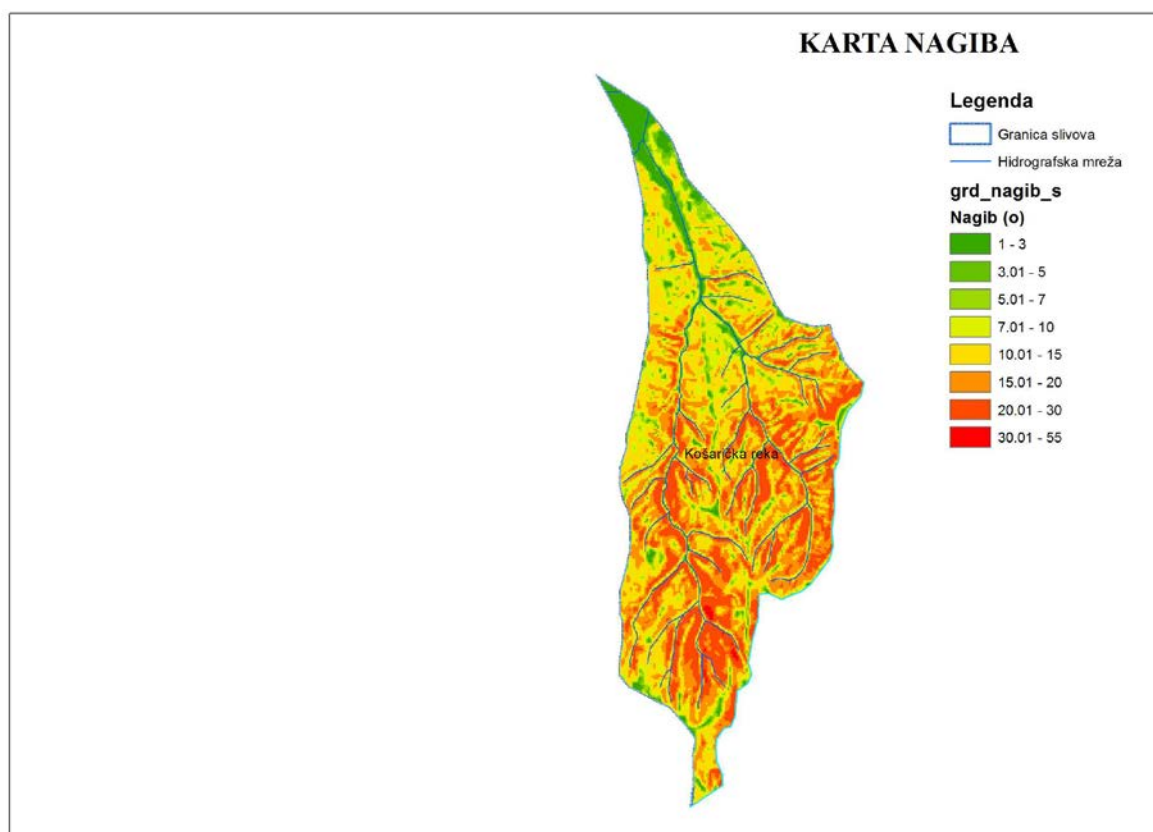 KARTA NAGIBA
Legenda
Granica slivova
Hidrografska mreža
grd_nagib_s
Nagib (o)
1 - 3
3.01 - 5
5.01 - 7
7.01 - 10
10.01 - 15
15.01 - 20
20.01 - 30
30.01 - 55
Košarička reka